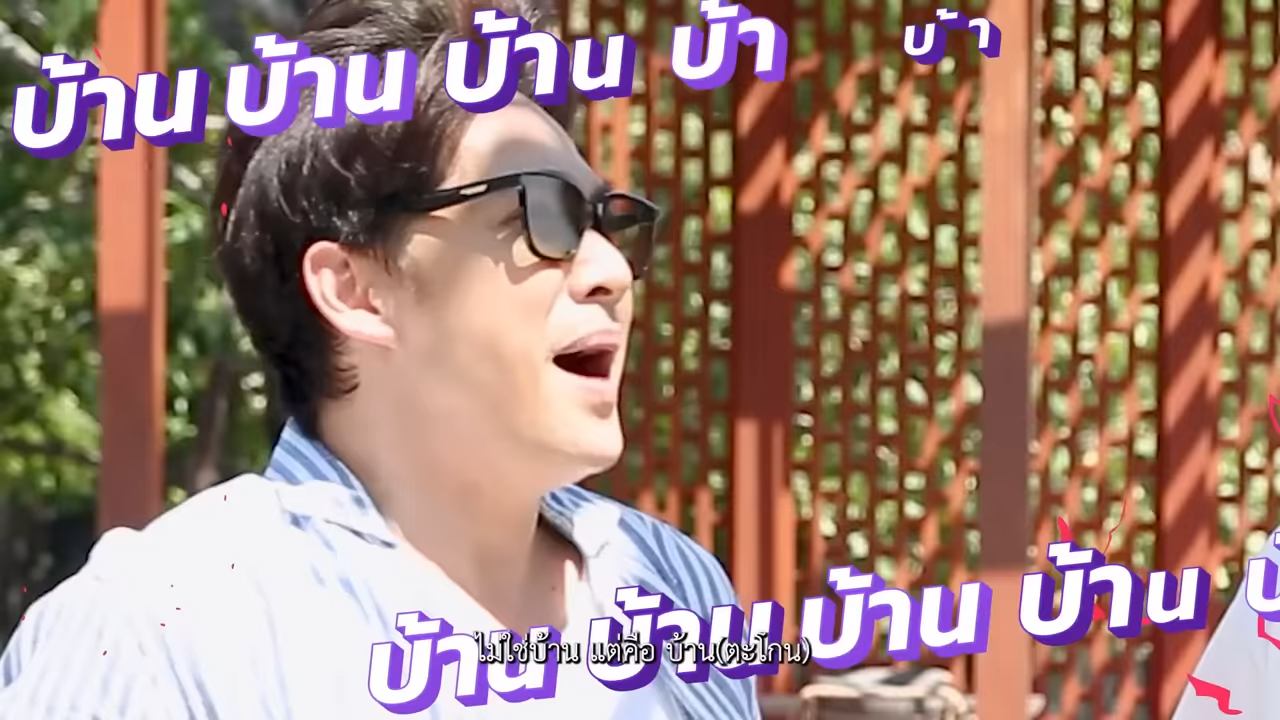 บ้าน บ้าน บ้าน บ้า บ้า
บ้าน บ้าน บ้าน บ้าน
ไม่ใช่บ้าน แต่คือ บ้าน(ตะโกน)